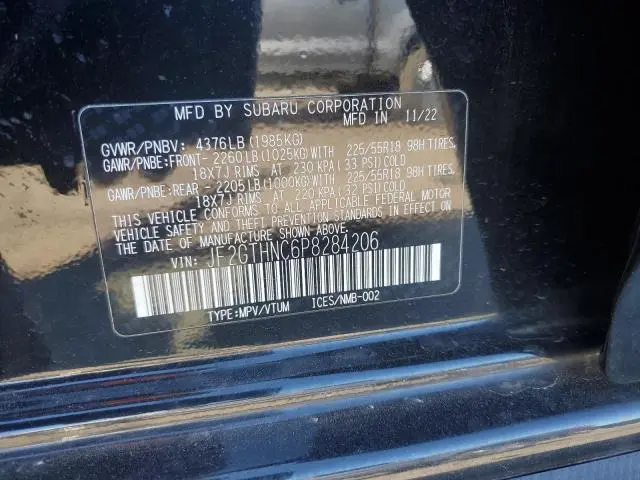 MFD BY SUBARU CORPORATION
MFD IN 11/22
GVWR/PNBV: 4376LB (1985KG)
GAWR/PNBE:FRONT- 2260LB (1025KG)WITH 225/55R18 98H TIRES,
18X7J RIMS AT 230 KPA (33 PSI) COLD
GAWR/PNBE:REAR - 2205LB (1000KG)WITH 225/55R18 98H TIRES,
18X7J RIMS AT 220 KPA (32 PSI) COLD
THIS VEHICLE CONFORMS TO ALL APPLICABLE FEDERAL MOTOR
VEHICLE SAFETY AND THEFT PREVENTION STANDARDS IN EFFECT ON
THE DATE OF MANUFACTURE SHOWN ABOVE.
VIN: JF2GTHNC6P8284206
TYPE:MPV/VTUM ICES/NMB-002